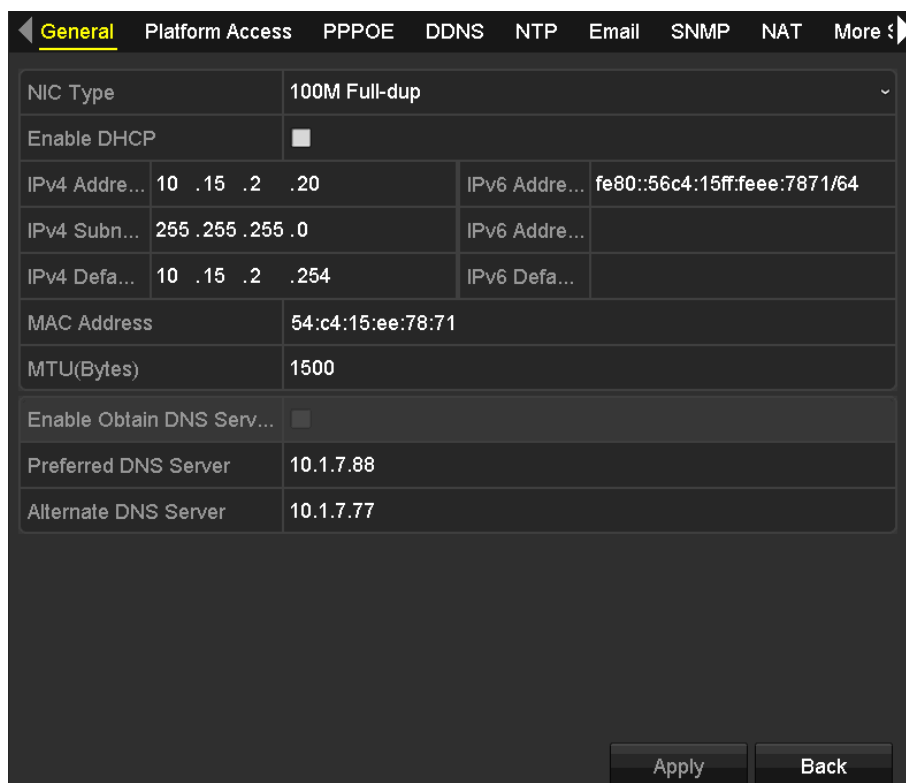 General Platform Access PPPOE DDNS NTP Email SNMP NAT More S
NIC Type 100M Full-dup
Enable DHCP
IPv4 Addre... 10 .15 .2 .20 IPv6 Addre... fe80::56c4:15ff:feee:7871/64
IPv4 Subn... 255.255.255.0 IPv6 Addre...
IPv4 Defa... 10 .15 .2 .254 IPv6 Defa...
MAC Address 54:c4:15:ee:78:71
MTU(Bytes) 1500
Enable Obtain DNS Serv...
Preferred DNS Server 10.1.7.88
Alternate DNS Server 10.1.7.77
Apply Back